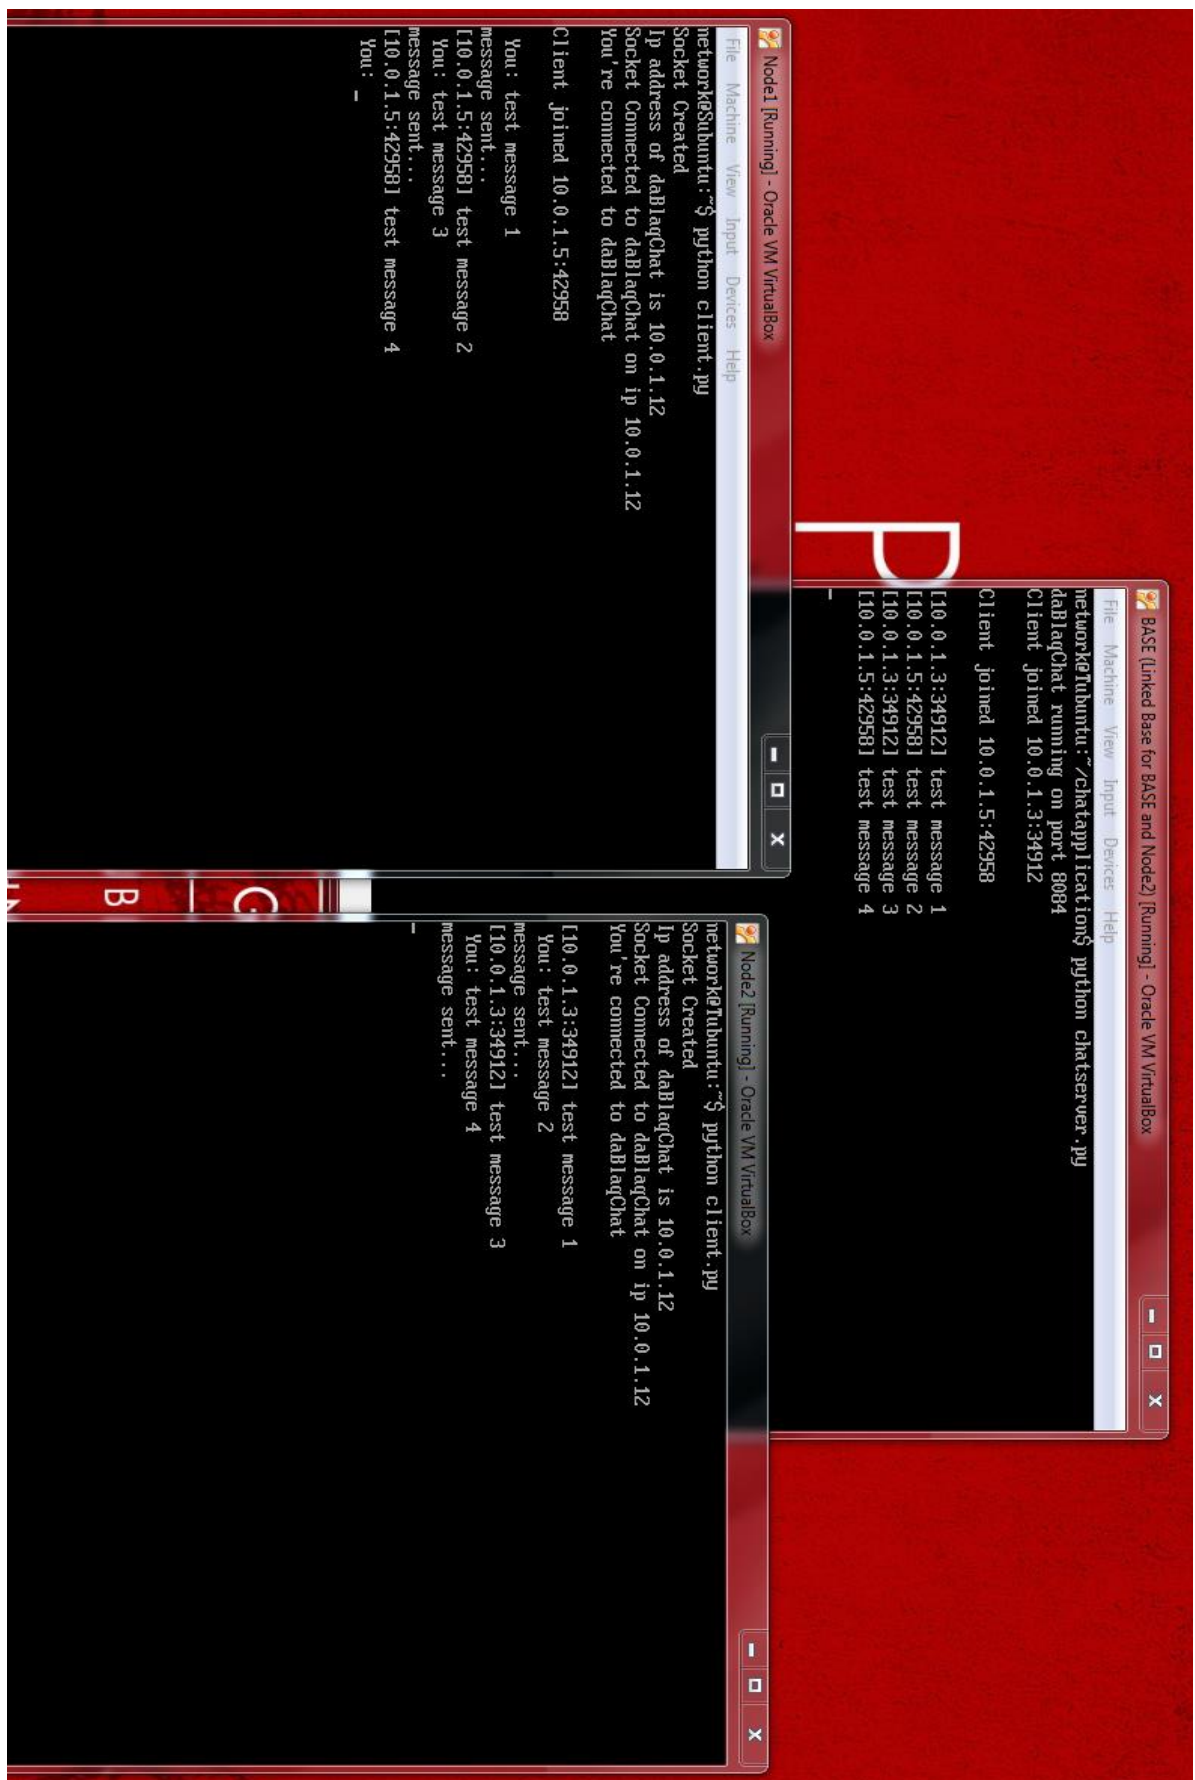 BASE (Linked Base for BASE and Node2) [Running] - Oracle VM VirtualBox
File Machine View Input Devices Help
network@Tubuntu:~/chatapplication$ python chatserver.py
daBlaqChat running on port 8084
Client joined 10.0.1.3:34912
Client joined 10.0.1.5:42958
[10.0.1.3:34912] test message 1
[10.0.1.5:42958] test message 2
[10.0.1.3:34912] test message 3
[10.0.1.5:42958] test message 4
P
Node1 [Running] - Oracle VM VirtualBox
File Machine View Input Devices Help
network@Subuntu:~$ python client.py
Socket Created
Ip address of daBlaqChat is 10.0.1.12
Socket Connected to daBlaqChat on ip 10.0.1.12
You're connected to daBlaqChat
Client joined 10.0.1.5:42958
You: test message 1
message sent...
[10.0.1.5:42958] test message 2
You: test message 3
message sent...
[10.0.1.5:42958] test message 4
You: _
Node2 [Running] - Oracle VM VirtualBox
network@Tubuntu:~$ python client.py
Socket Created
Ip address of daBlaqChat is 10.0.1.12
Socket Connected to daBlaqChat on ip 10.0.1.12
You're connected to daBlaqChat
[10.0.1.3:34912] test message 1
You: test message 2
message sent...
[10.0.1.3:34912] test message 3
You: test message 4
message sent...
G
B